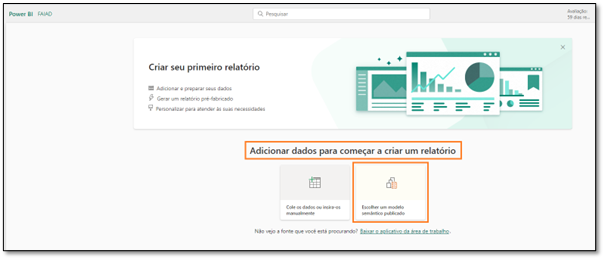 Power BI FAIAD
Pesquisar
Avaliação:
59 dias re...
Criar seu primeiro relatório
Adicionar e preparar seus dados
Gerar um relatório pré-fabricado
Personalizar para atender às suas necessidades
Adicionar dados para começar a criar um relatório
Cole os dados ou insira-os
manualmente
Escolher um modelo
semântico publicado
Não vejo a fonte que você está procurando? Baixar o aplicativo da área de trabalho.